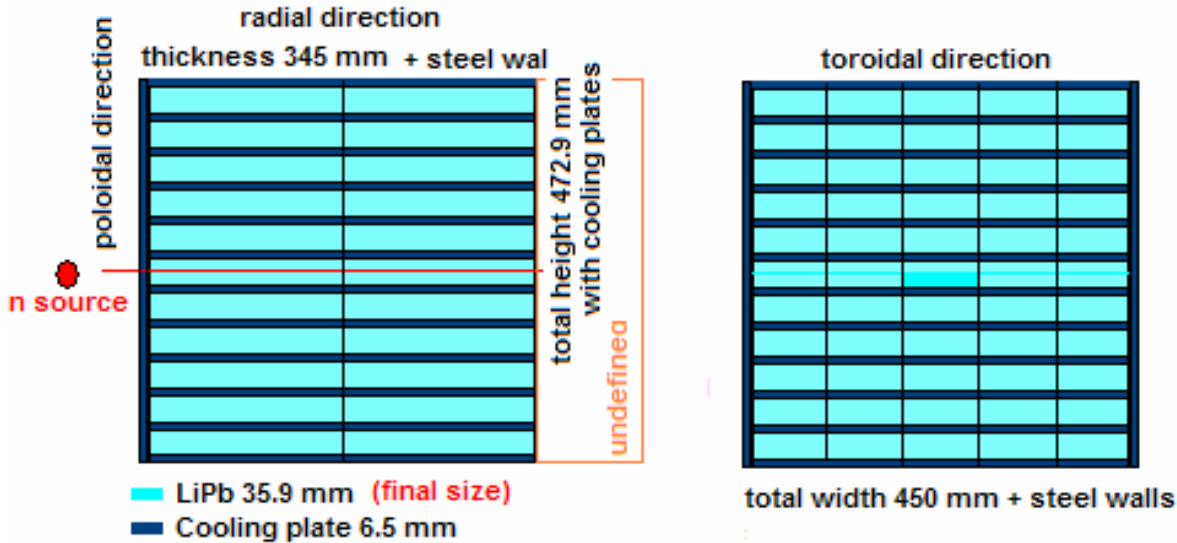 radial direction
thickness 345 mm + steel wal
poloidal direction
n source
total height 472.9 mm
with cooling plates
undefined
LiPb 35.9 mm (final size)
Cooling plate 6.5 mm
toroidal direction
total width 450 mm + steel walls